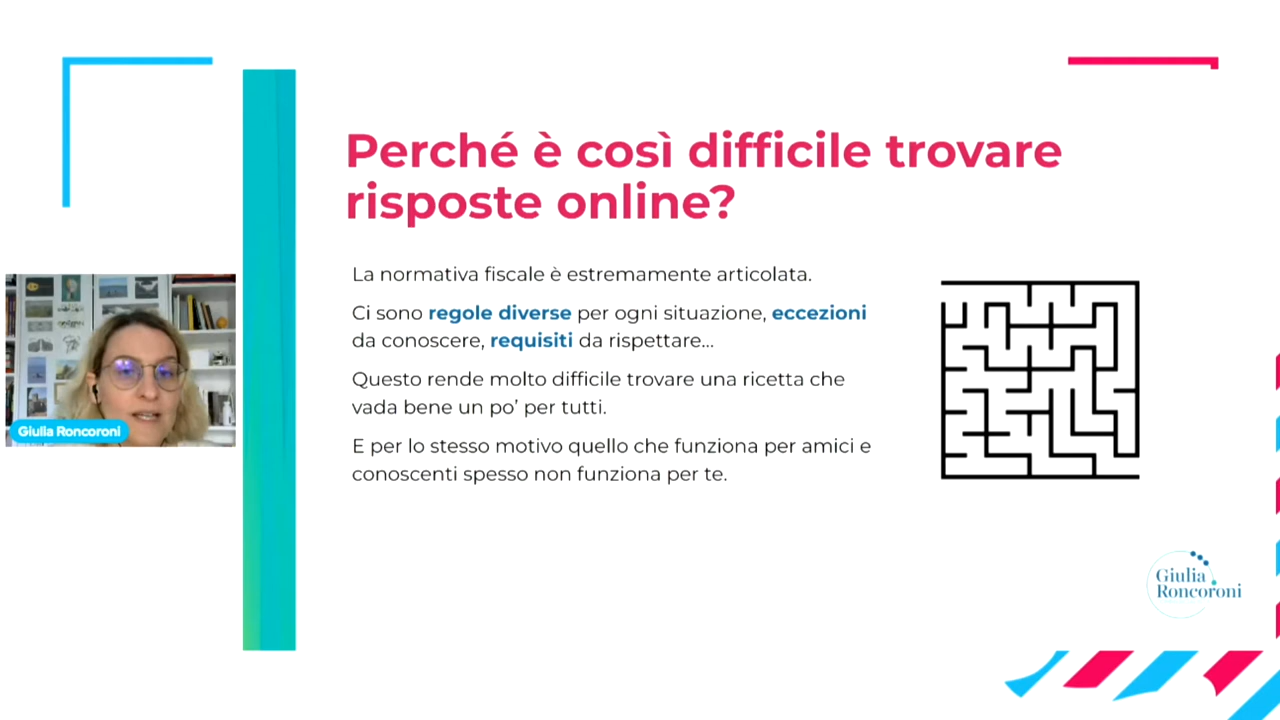 Perché è così difficile trovare
risposte online?
La normativa fiscale è estremamente articolata.
Ci sono regole diverse per ogni situazione, eccezioni
da conoscere, requisiti da rispettare...
Questo rende molto difficile trovare una ricetta che
vada bene un po’ per tutti.
E per lo stesso motivo quello che funziona per amici e
conoscenti spesso non funziona per te.
Giulia Roncoroni
Giulia
Roncoroni